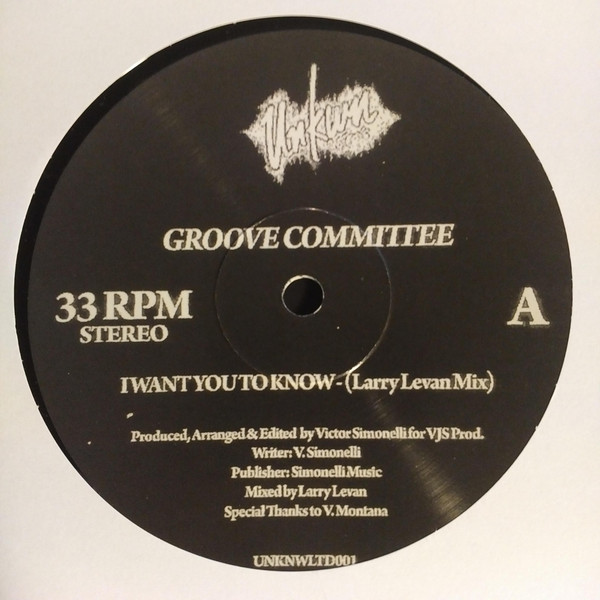 Unkwn
GROOVE COMMITTEE
33 RPM
STEREO
A
I WANT YOU TO KNOW - (Larry Levan Mix)
Produced, Arranged & Edited by Victor Simonelli for VJS Prod.
Writer: V. Simonelli
Publisher: Simonelli Music
Mixed by Larry Levan
Special Thanks to V. Montana
UNKNWLTD001